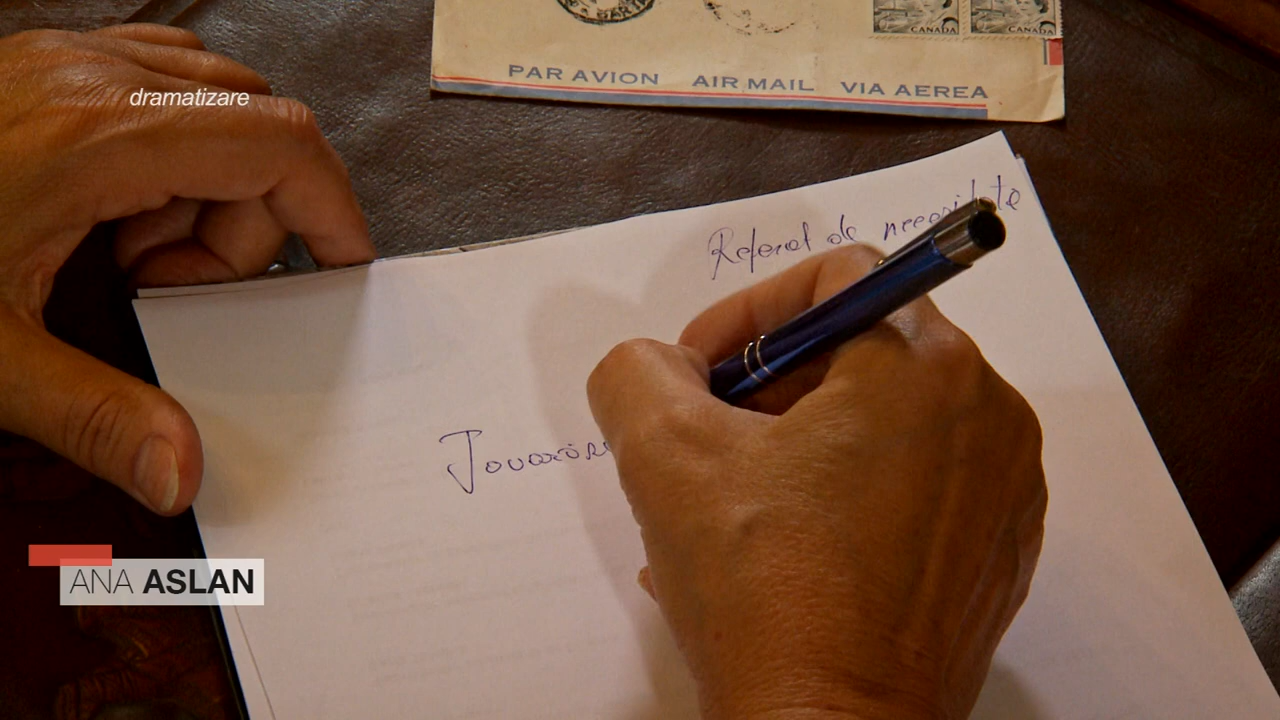 CANADA CANADA
PAR AVION AIR MAIL VIA AEREA
dramatizare
Referat de necesitate
ANA ASLAN